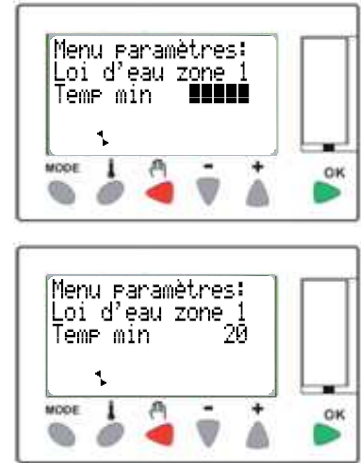 Menu paramètres:
Loi d'eau zone 1
Temp min
MODE - + OK
Menu paramètres:
Loi d'eau zone 1
Temp min 20
MODE - + OK